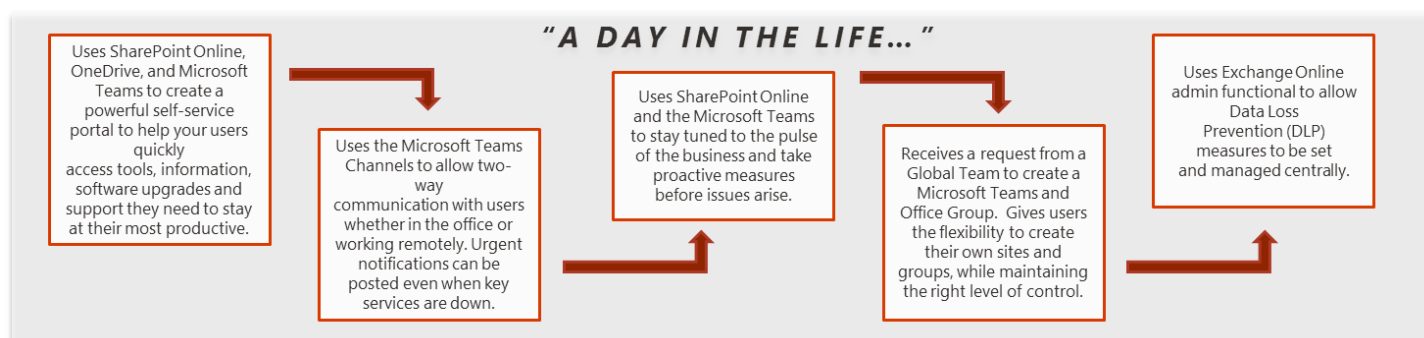 “A DAY IN THE LIFE…”
Uses SharePoint Online,
OneDrive, and Microsoft
Teams to create a
powerful self-service
portal to help your users
quickly
access tools, information,
software upgrades and
support they need to stay
at their most productive.
Uses the Microsoft Teams
Channels to allow two-
way
communication with users
whether in the office or
working remotely. Urgent
notifications can be
posted even when key
services are down.
Uses SharePoint Online
and the Microsoft Teams
to stay tuned to the pulse
of the business and take
proactive measures
before issues arise.
Receives a request from a
Global Team to create a
Microsoft Teams and
Office Group.  Gives users
the flexibility to create
their own sites and
groups, while maintaining
the right level of control.
Uses Exchange Online
admin functional to allow
Data Loss
Prevention (DLP)
measures to be set
and managed centrally.